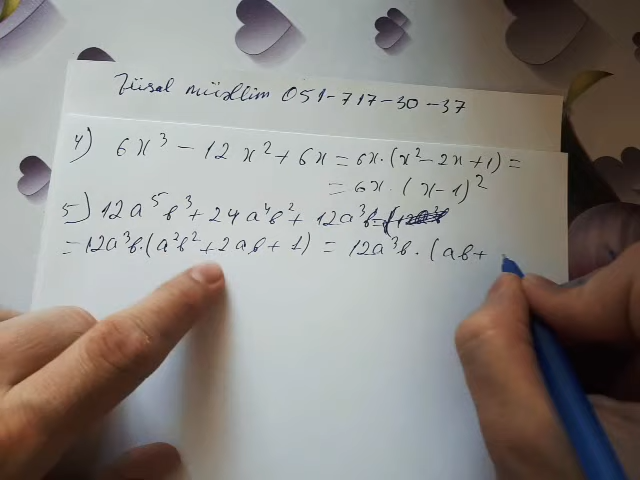 Züsal müəllim 051-717-30-37
4) 6x³ - 12x² + 6x = 6x·(x² - 2x + 1) =
= 6x·(x-1)²
5) 12a⁵b³ + 24a⁴b² + 12a³b =
= 12a³b·(a²b² + 2ab + 1) = 12a³b·(ab+